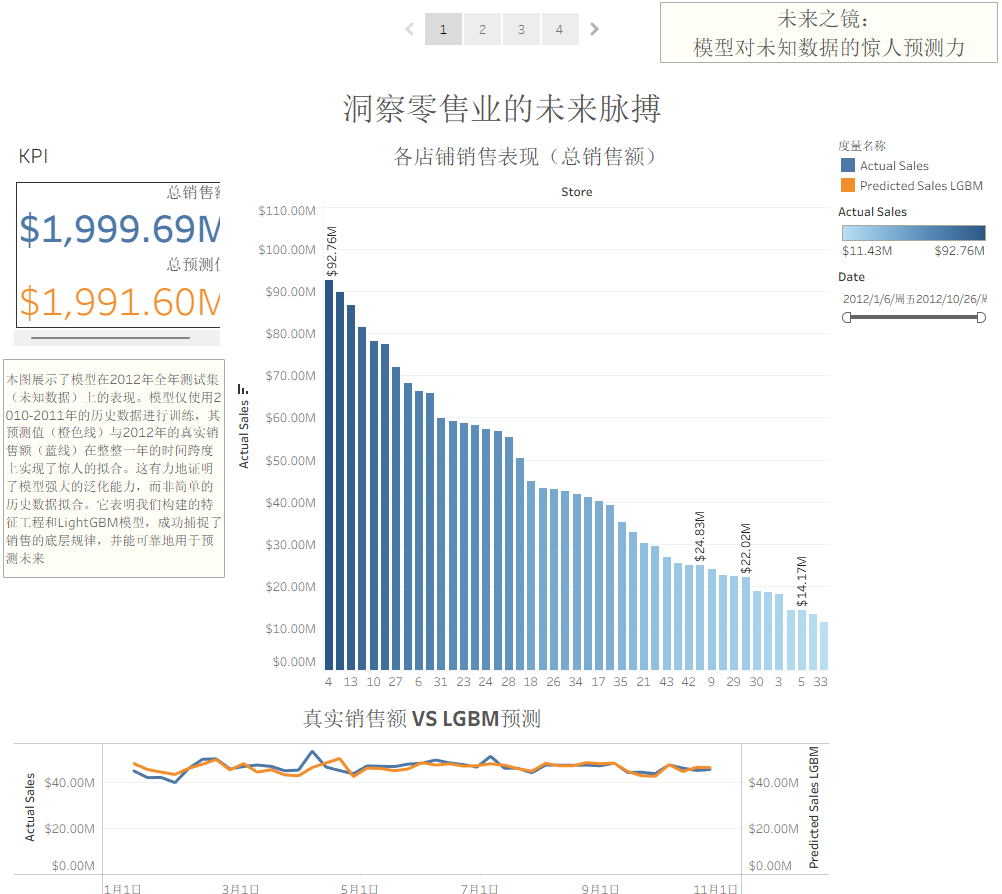 1 2 3 4
未来之镜：
模型对未知数据的惊人预测力
洞察零售业的未来脉搏
KPI
总销售额
$1,999.69M
总预测值
$1,991.60M
本图展示了模型在2012年全年测试集
（未知数据）上的表现。模型仅使用2
010-2011年的历史数据进行训练，其
预测值（橙色线）与2012年的真实销
售额（蓝线）在整整一年的时间跨度
上实现了惊人的拟合。这有力地证明
了模型强大的泛化能力，而非简单的
历史数据拟合。它表明我们构建的特
征工程和LightGBM模型，成功捕捉了
销售的底层规律，并能可靠地用于预
测未来
各店铺销售表现（总销售额）
Store
Actual Sales
$110.00M
$100.00M
$90.00M
$80.00M
$70.00M
$60.00M
$50.00M
$40.00M
$30.00M
$20.00M
$10.00M
$0.00M
$92.76M
$24.83M
$22.02M
$14.17M
4 13 10 27 6 31 23 24 28 18 26 34 17 35 21 43 42 9 29 30 3 5 33
度量名称
Actual Sales
Predicted Sales LGBM
Actual Sales
$11.43M $92.76M
Date
2012/1/6/周五2012/10/26/周
真实销售额 VS LGBM预测
Actual Sales
$40.00M
$20.00M
$0.00M
Predicted Sales LGBM
$40.00M
$20.00M
$0.00M
1月1日 3月1日 5月1日 7月1日 9月1日 11月1日